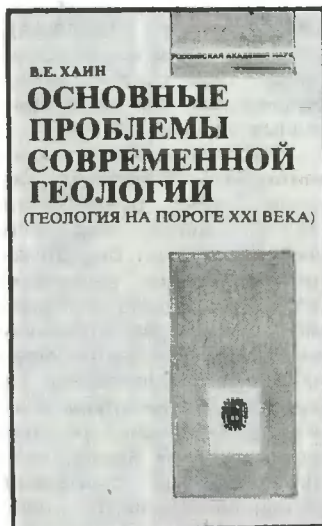 РОССИЙСКАЯ АКАДЕМИЯ НАУК
В.Е. ХАИН
ОСНОВНЫЕ
ПРОБЛЕМЫ
СОВРЕМЕННОЙ
ГЕОЛОГИИ
(ГЕОЛОГИЯ НА ПОРОГЕ XXI ВЕКА)